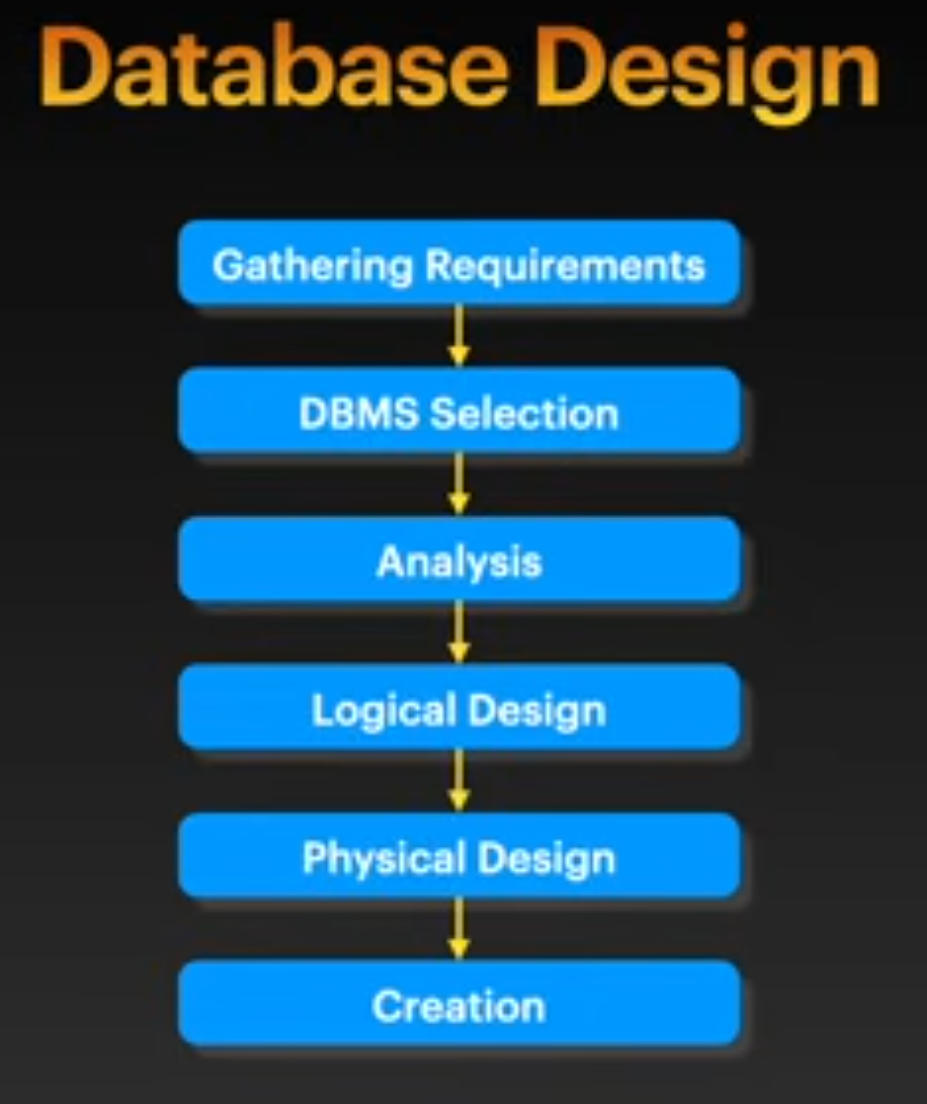 Database Design
Gathering Requirements
DBMS Selection
Analysis
Logical Design
Physical Design
Creation